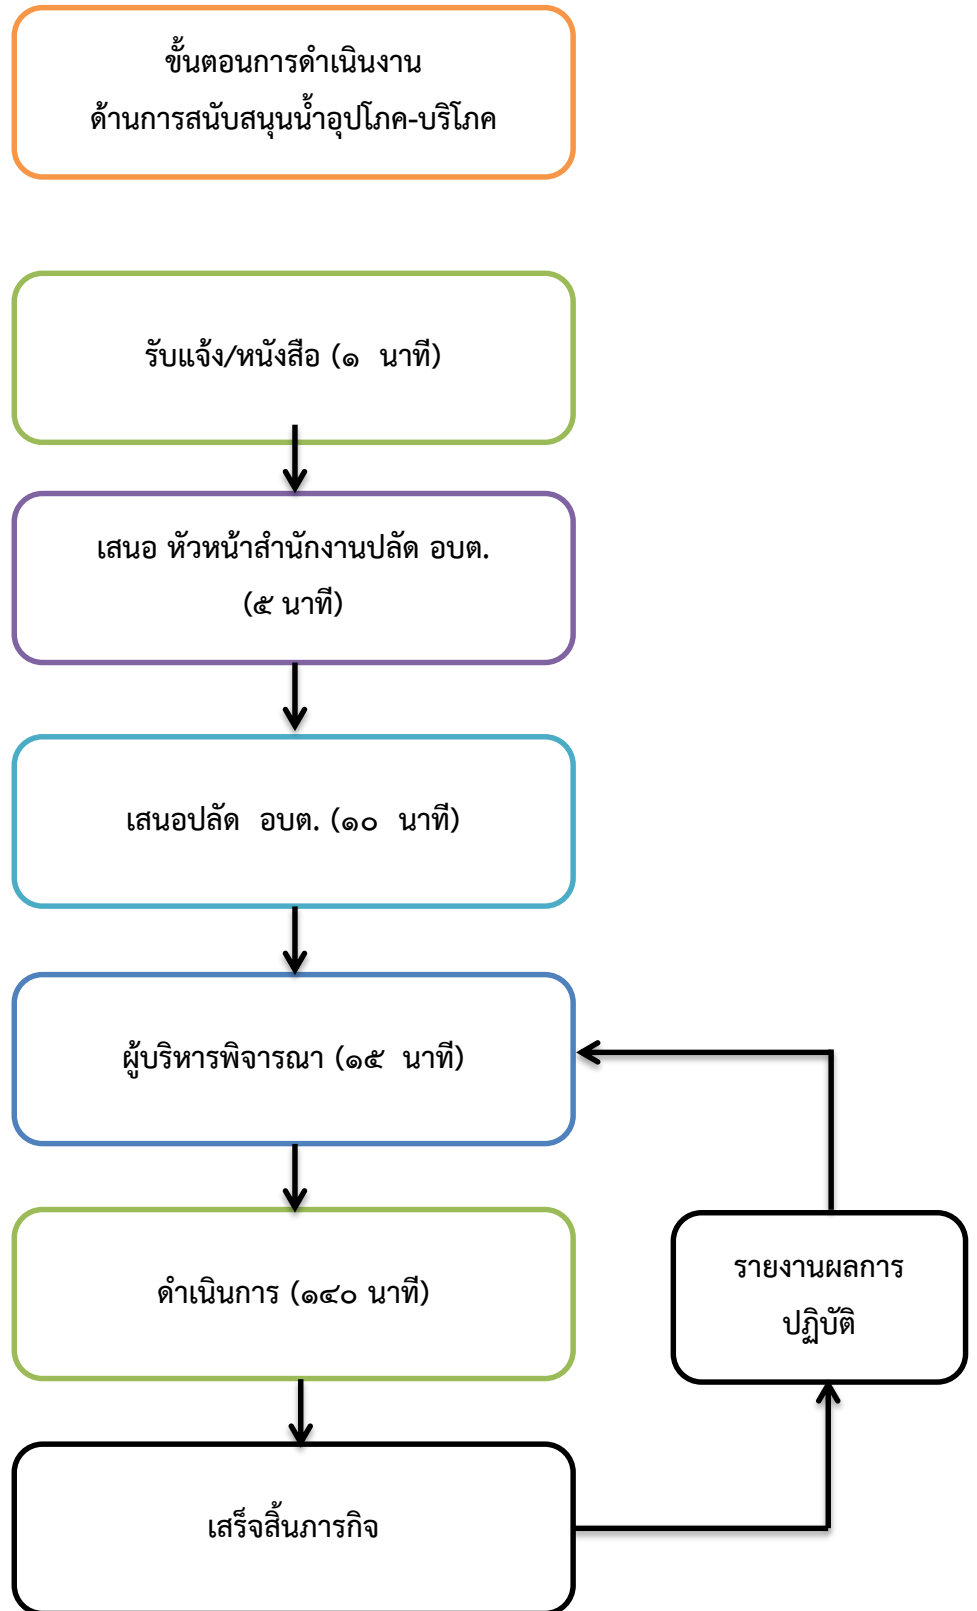 ขั้นตอนการดำเนินงาน
ด้านการสนับสนุนน้ำอุปโภค-บริโภค
รับแจ้ง/หนังสือ (๑ นาที)
เสนอ หัวหน้าสำนักงานปลัด อบต.
(๕ นาที)
เสนอปลัด อบต. (๑๐ นาที)
ผู้บริหารพิจารณา (๑๕ นาที)
ดำเนินการ (๑๔๐ นาที)
รายงานผลการ
ปฏิบัติ
เสร็จสิ้นภารกิจ